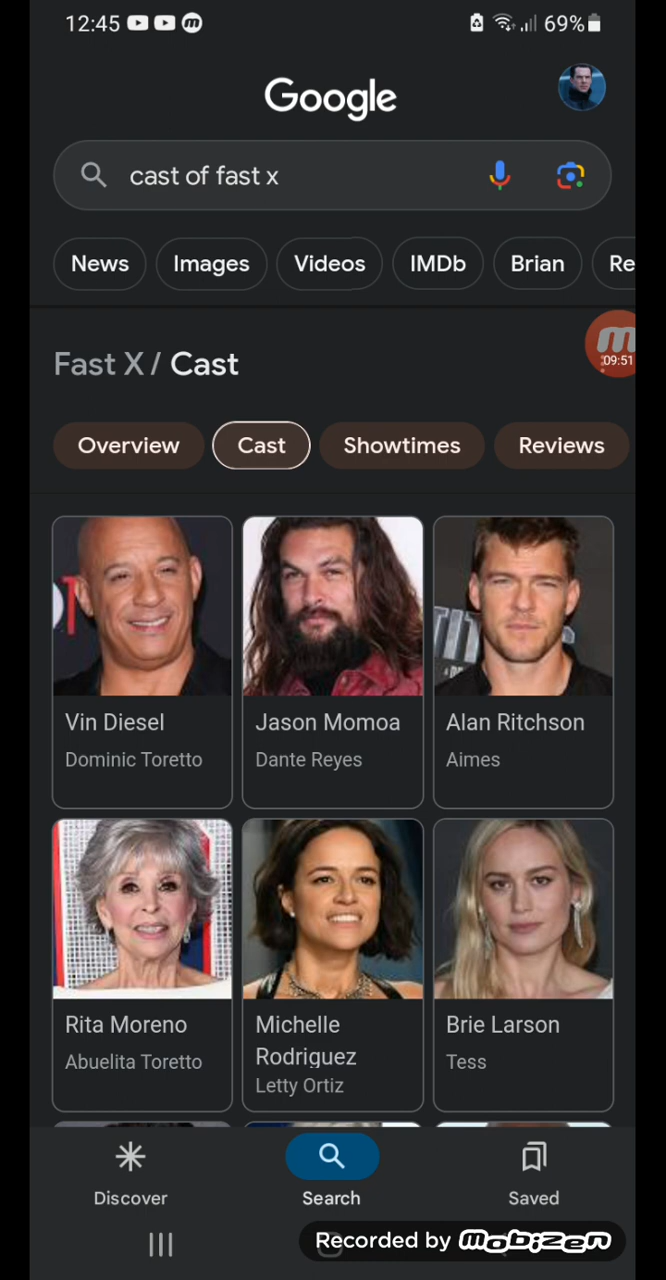 12:45 69%
Google
cast of fast x
News Images Videos IMDb Brian Re
Fast X / Cast
09:51
Overview Cast Showtimes Reviews
Vin Diesel Jason Momoa Alan Ritchson
Dominic Toretto Dante Reyes Aimes
Rita Moreno Michelle Rodriguez Brie Larson
Abuelita Toretto Letty Ortiz Tess
Discover Search Saved
Recorded by mobizen